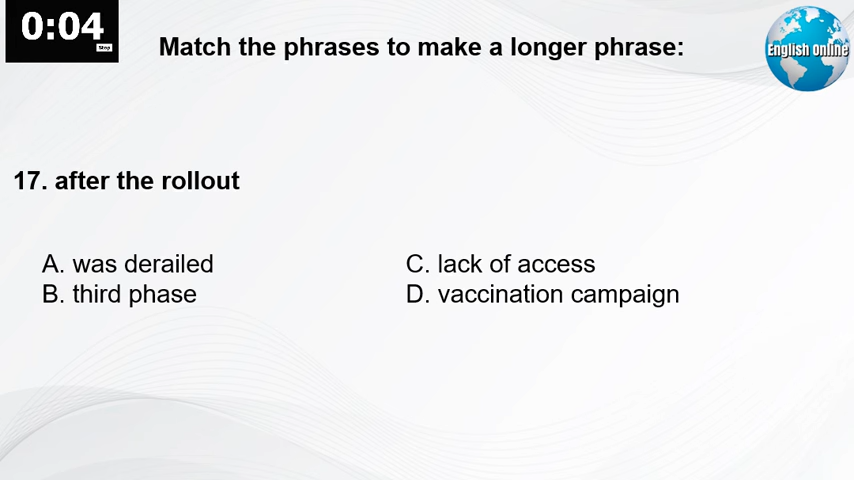 0:04
Stop
Match the phrases to make a longer phrase:
English Online
17. after the rollout
A. was derailed
B. third phase
C. lack of access
D. vaccination campaign